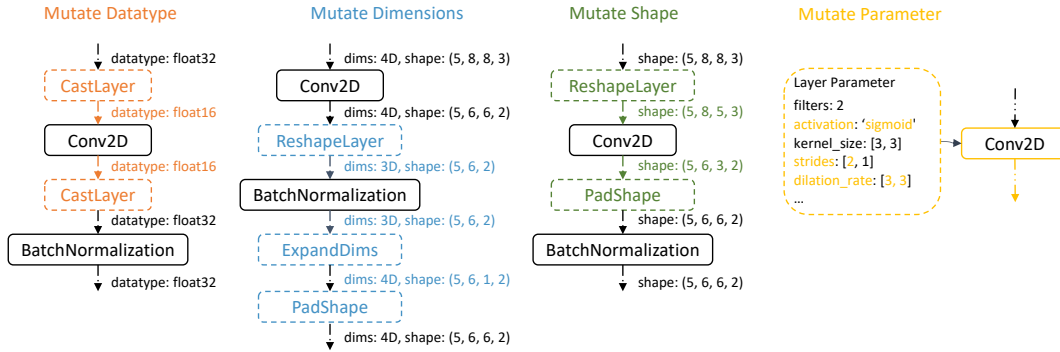 Mutate Datatype
datatype: float32
CastLayer
datatype: float16
Conv2D
datatype: float16
CastLayer
datatype: float32
BatchNormalization
datatype: float32
Mutate Dimensions
dims: 4D, shape: (5, 8, 8, 3)
Conv2D
dims: 4D, shape: (5, 6, 6, 2)
ReshapeLayer
dims: 3D, shape: (5, 6, 2)
BatchNormalization
dims: 3D, shape: (5, 6, 2)
ExpandDims
dims: 4D, shape: (5, 6, 1, 2)
PadShape
dims: 4D, shape: (5, 6, 6, 2)
Mutate Shape
shape: (5, 8, 8, 3)
ReshapeLayer
shape: (5, 8, 5, 3)
Conv2D
shape: (5, 6, 3, 2)
PadShape
shape: (5, 6, 6, 2)
BatchNormalization
shape: (5, 6, 6, 2)
Mutate Parameter
Layer Parameter
filters: 2
activation: ‘sigmoid'
kernel_size: [3, 3]
strides: [2, 1]
dilation_rate: [3, 3]
...
Conv2D